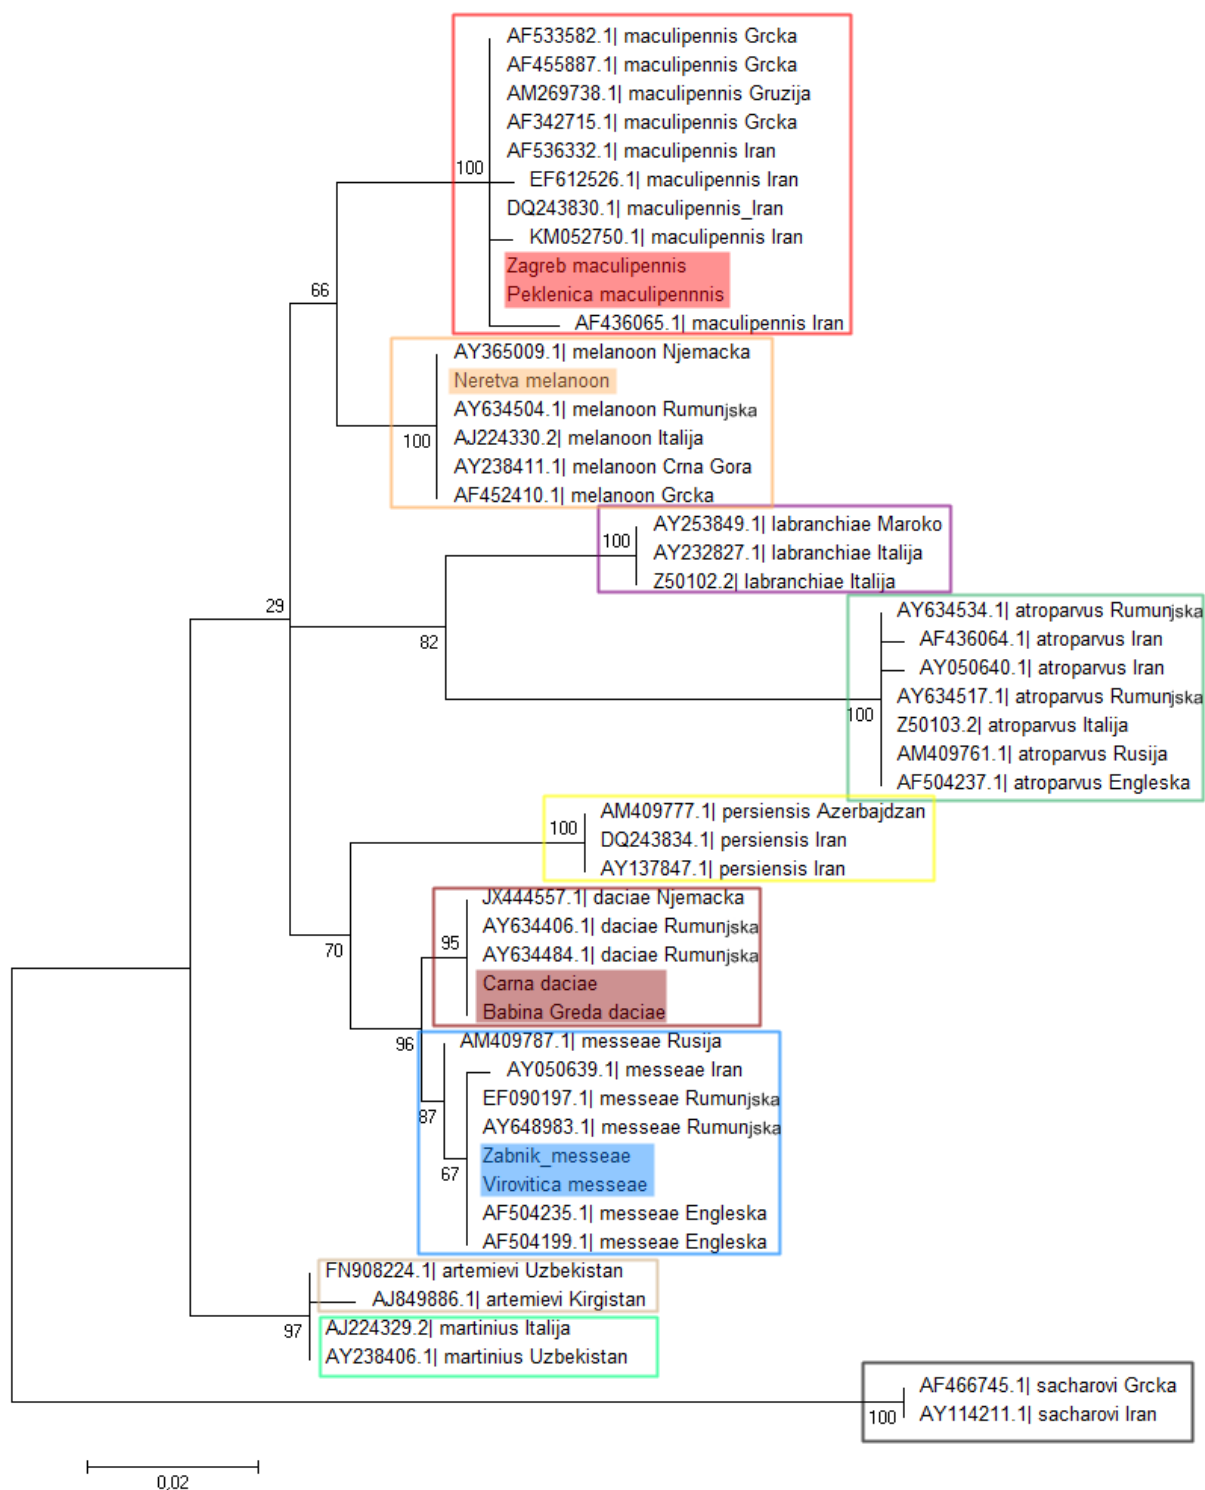 AF533582.1| maculipennis Grcka
AF455887.1| maculipennis Grcka
AM269738.1| maculipennis Gruzija
AF342715.1| maculipennis Grcka
AF536332.1| maculipennis Iran
100
EF612526.1| maculipennis Iran
DQ243830.1| maculipennis_Iran
KM052750.1| maculipennis Iran
Zagreb maculipennis
66
Peklenica maculipennnis
AF436065.1| maculipennis Iran
AY365009.1| melanoon Njemacka
Neretva melanoon
AY634504.1| melanoon Rumunjska
100
AJ224330.2| melanoon Italija
AY238411.1| melanoon Crna Gora
AF452410.1| melanoon Grcka
AY253849.1| labranchiae Maroko
100
AY232827.1| labranchiae Italija
Z50102.2| labranchiae Italija
29
AY634534.1| atroparvus Rumunjska
82
AF436064.1| atroparvus Iran
AY050640.1| atroparvus Iran
AY634517.1| atroparvus Rumunjska
100
Z50103.2| atroparvus Italija
AM409761.1| atroparvus Rusija
AF504237.1| atroparvus Engleska
AM409777.1| persiensis Azerbajdzan
100
DQ243834.1| persiensis Iran
AY137847.1| persiensis Iran
JX444557.1| daciae Njemacka
AY634406.1| daciae Rumunjska
95
70
AY634484.1| daciae Rumunjska
Carna daciae
Babina Greda daciae
96
AM409787.1| messeae Rusija
AY050639.1| messeae Iran
EF090197.1| messeae Rumunjska
87
AY648983.1| messeae Rumunjska
Zabnik_messeae
67
Virovitica messeae
AF504235.1| messeae Engleska
AF504199.1| messeae Engleska
FN908224.1| artemievi Uzbekistan
AJ849886.1| artemievi Kirgistan
97
AJ224329.2| martinius Italija
AY238406.1| martinius Uzbekistan
AF466745.1| sacharovi Grcka
100
AY114211.1| sacharovi Iran
0,02